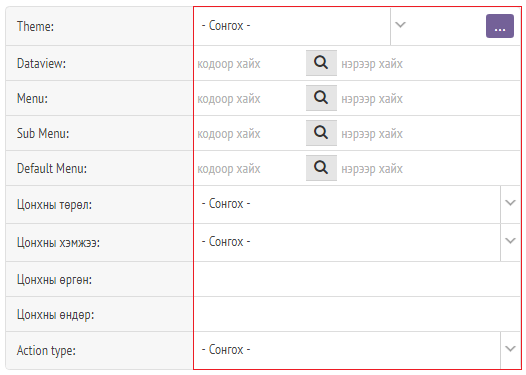 Theme: - Сонгох - ...
Dataview: кодоор хайх нэрээр хайх
Menu: кодоор хайх нэрээр хайх
Sub Menu: кодоор хайх нэрээр хайх
Default Menu: кодоор хайх нэрээр хайх
Цонхны төрөл: - Сонгох -
Цонхны хэмжээ: - Сонгох -
Цонхны өргөн:
Цонхны өндөр:
Action type: - Сонгох -